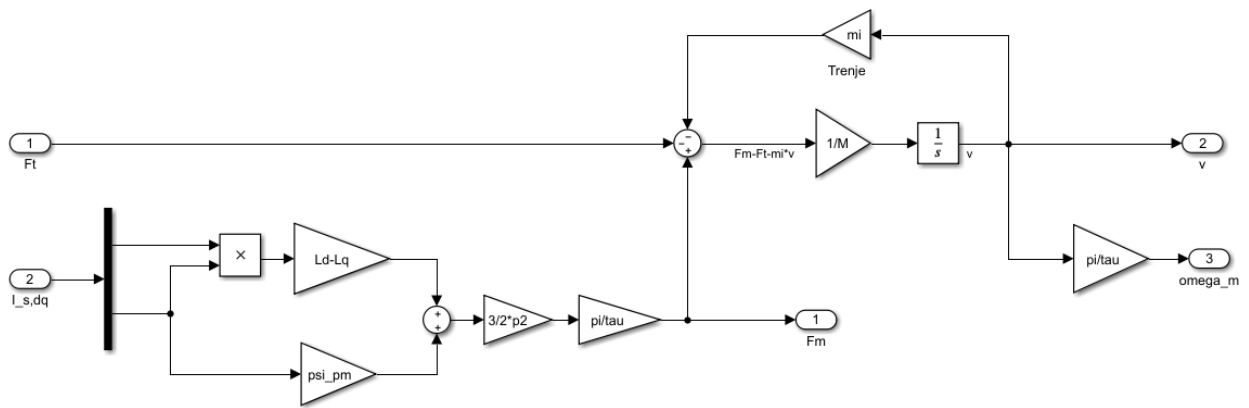 mi
Trenje
1
Ft
−
−
+
Fm-Ft-mi*v
1/M
1
s
v
2
v
2
I_s,dq
×
Ld-Lq
psi_pm
+
+
3/2*p2
pi/tau
1
Fm
pi/tau
3
omega_m